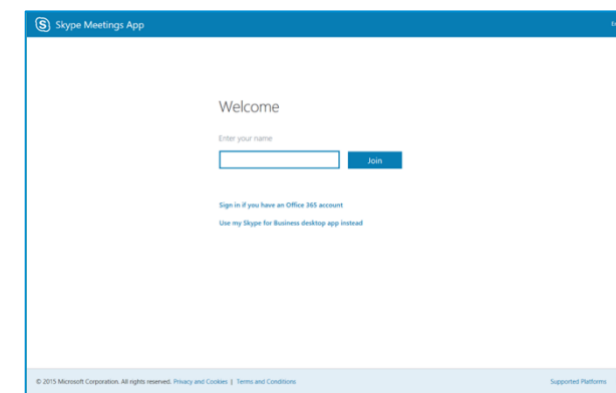 Skype Meetings App
Welcome
Enter your name
Join
Sign in if you have an Office 365 account
Use my Skype for Business desktop app instead
© 2015 Microsoft Corporation. All rights reserved. Privacy and Cookies | Terms and Conditions
Supported Platforms